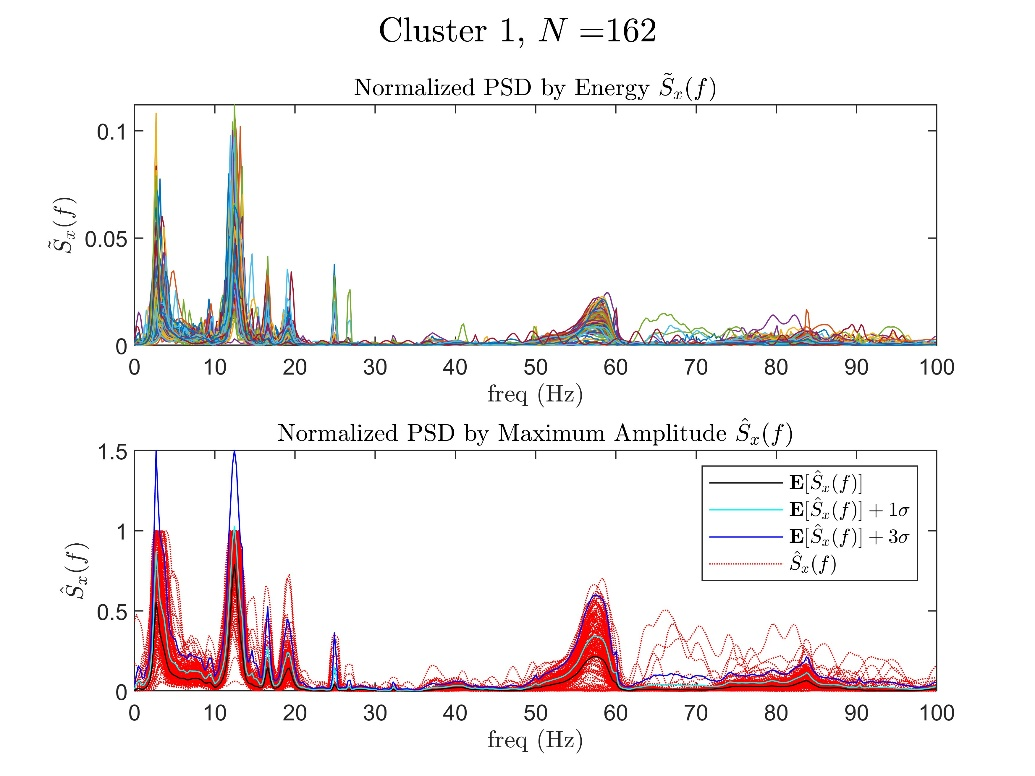 Cluster 1, N =162
Normalized PSD by Energy S̃ₓ(f)
0.1
0.05
0
S̃ₓ(f)
0 10 20 30 40 50 60 70 80 90 100
freq (Hz)
Normalized PSD by Maximum Amplitude Ŝₓ(f)
1.5
1
0.5
0
Ŝₓ(f)
E[Ŝₓ(f)]
E[Ŝₓ(f)] + 1σ
E[Ŝₓ(f)] + 3σ
Ŝₓ(f)
0 10 20 30 40 50 60 70 80 90 100
freq (Hz)